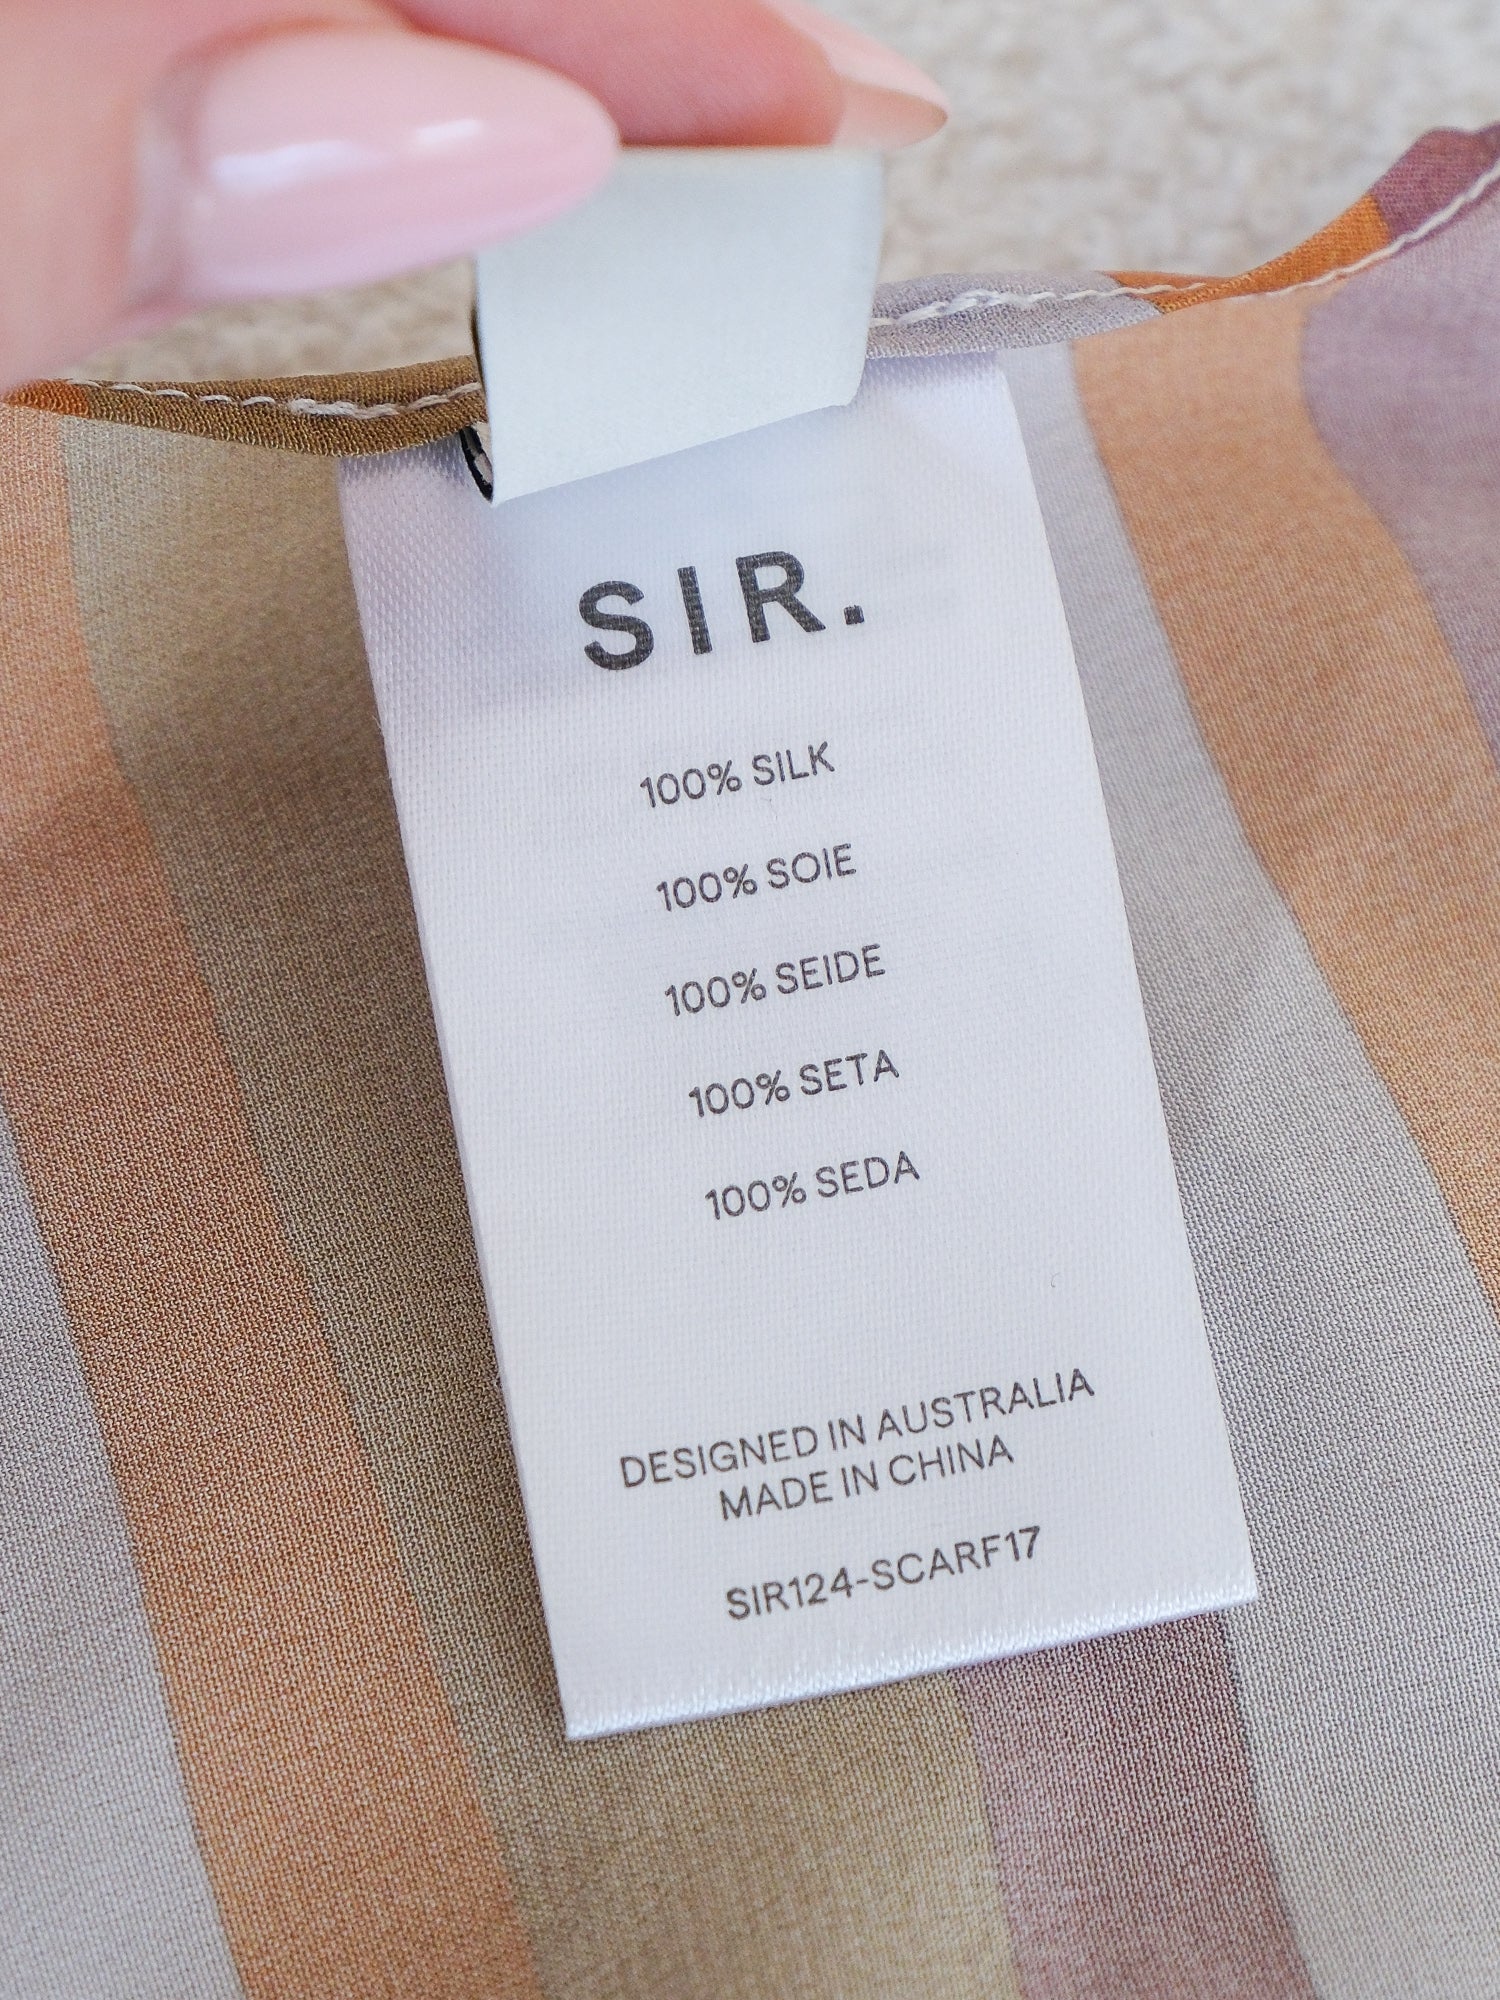 SIR.
100% SILK
100% SOIE
100% SEIDE
100% SETA
100% SEDA
DESIGNED IN AUSTRALIA
MADE IN CHINA
SIR124-SCARF17